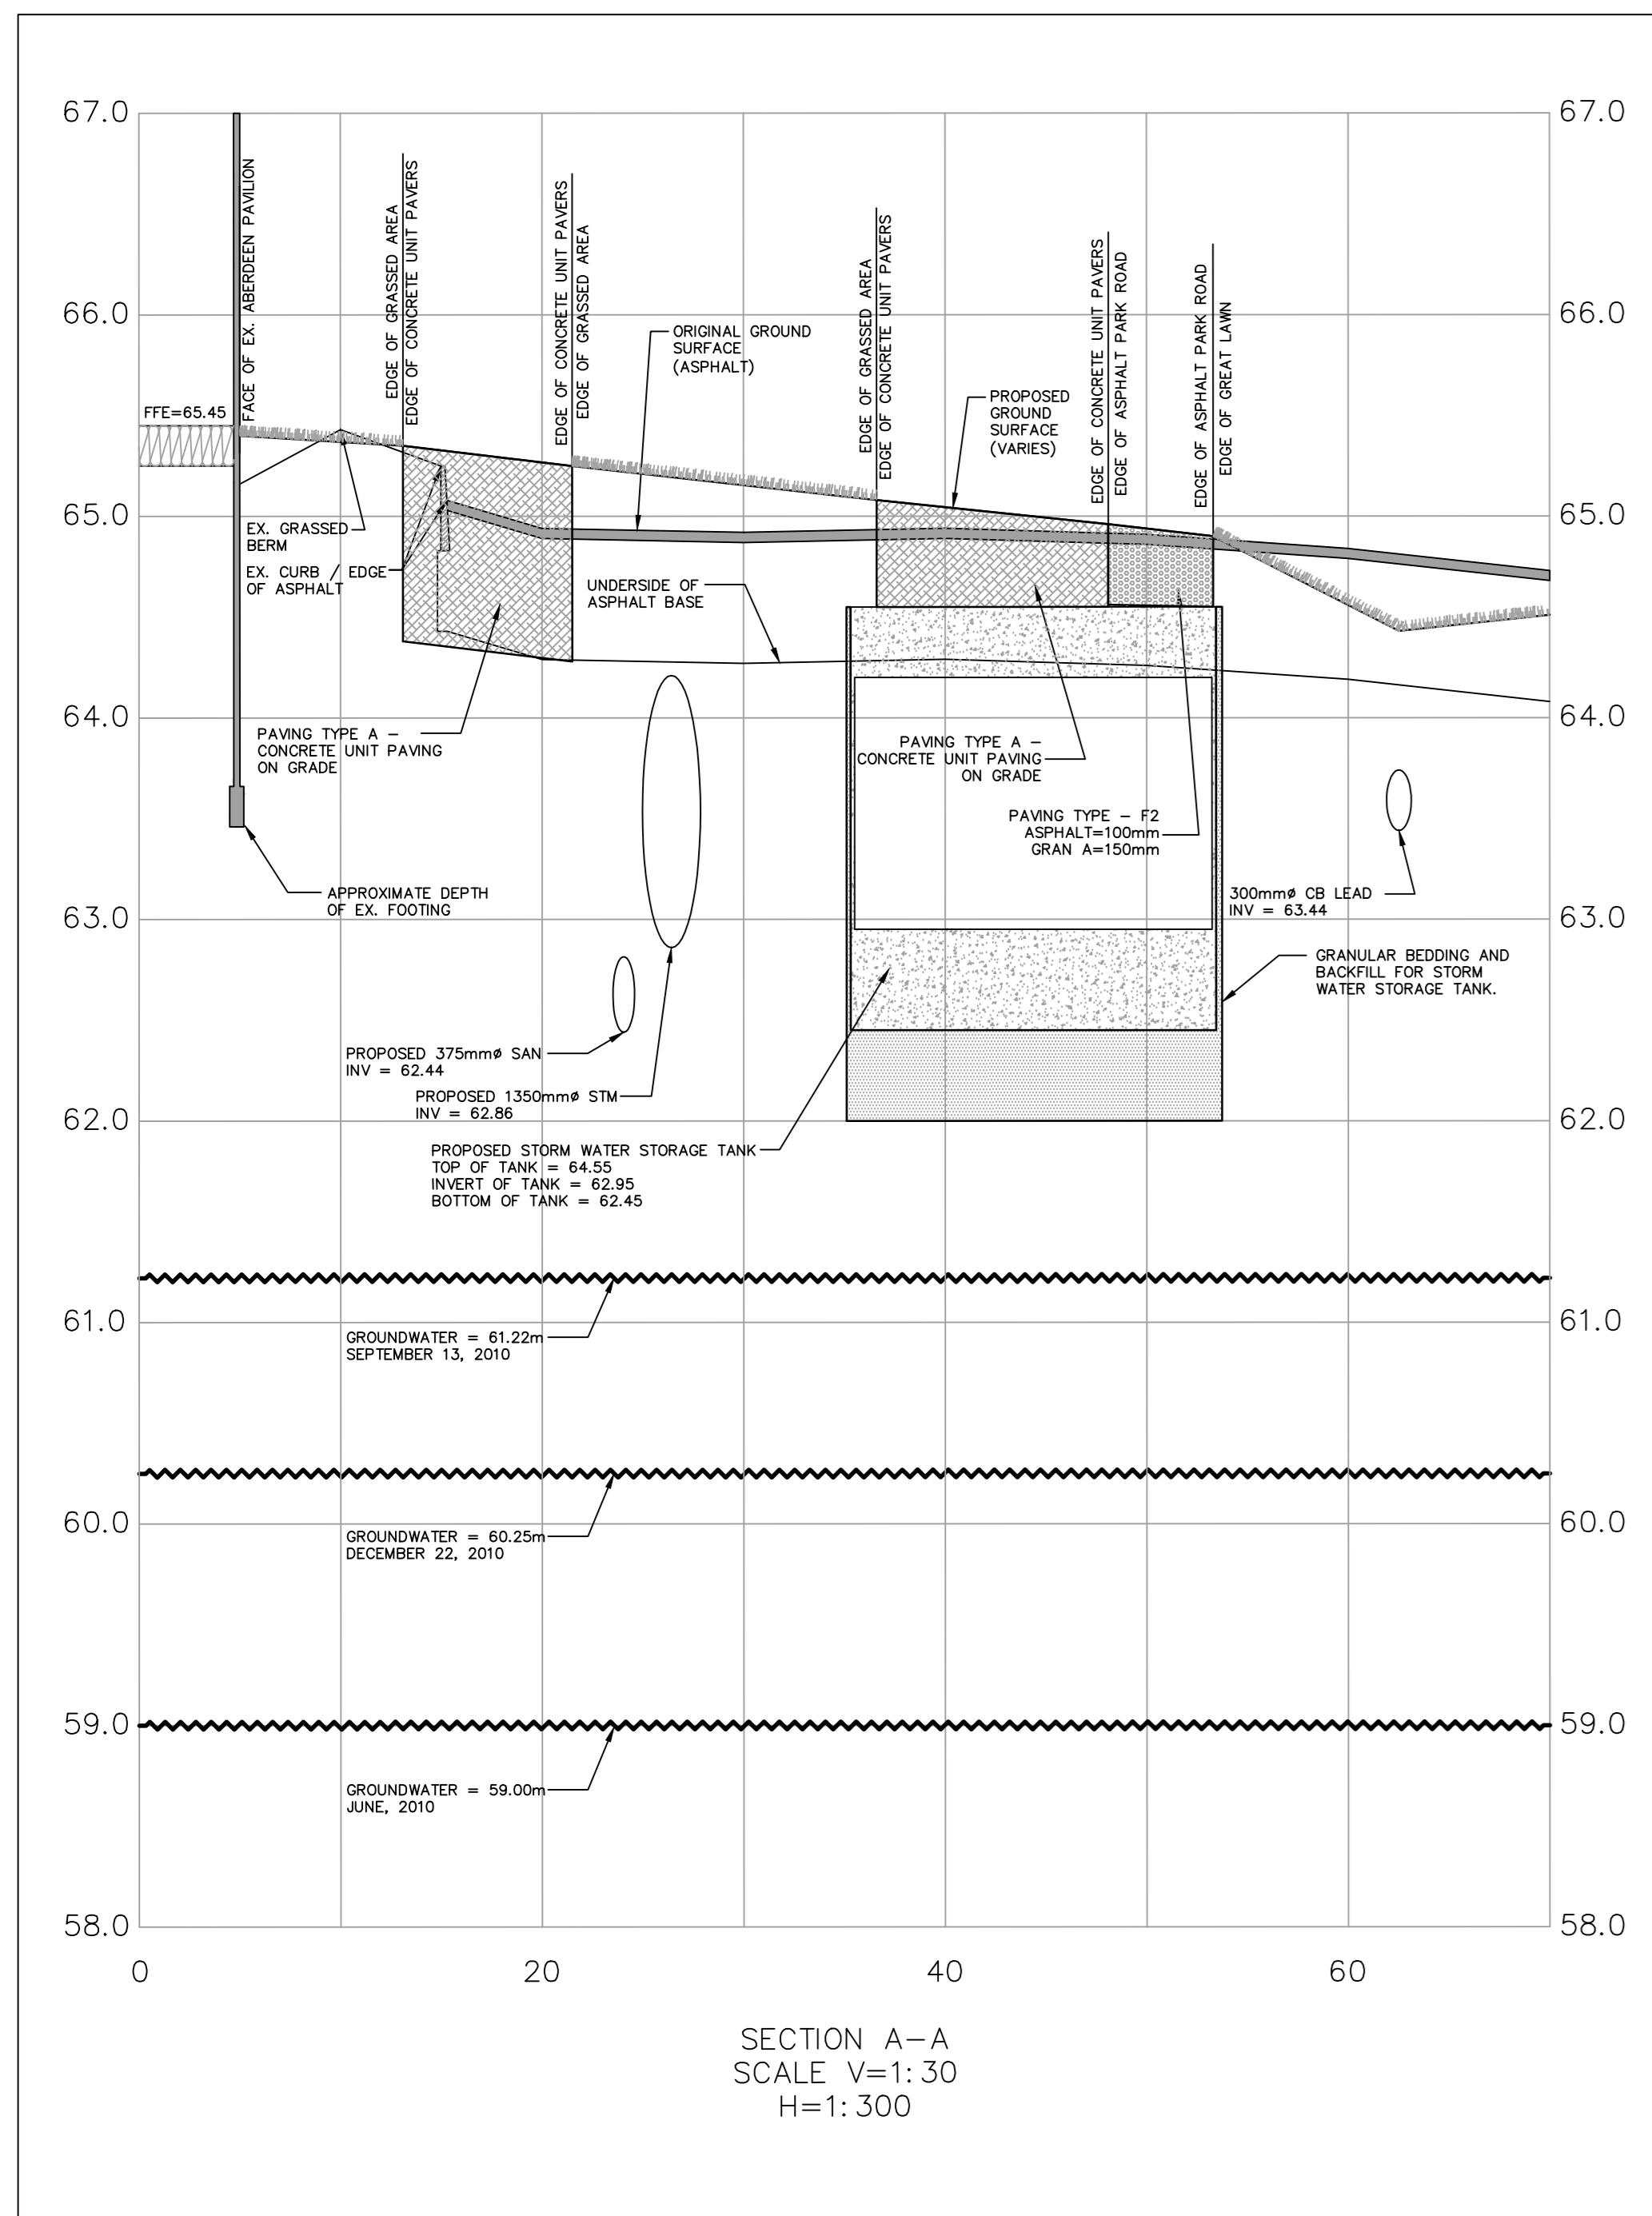 67.0
67.0
FACE OF EX. ABERDEEN PAVILION
EDGE OF GRASSED AREA
EDGE OF CONCRETE UNIT PAVERS
EDGE OF CONCRETE UNIT PAVERS
EDGE OF GRASSED AREA
EDGE OF GRASSED AREA
EDGE OF CONCRETE UNIT PAVERS
EDGE OF CONCRETE UNIT PAVERS
EDGE OF ASPHALT PARK ROAD
EDGE OF ASPHALT PARK ROAD
EDGE OF GREAT LAWN
66.0
66.0
ORIGINAL GROUND
SURFACE
(ASPHALT)
PROPOSED
GROUND
SURFACE
(VARIES)
FFE=65.45
65.0
65.0
EX. GRASSED
BERM
EX. CURB / EDGE
OF ASPHALT
UNDERSIDE OF
ASPHALT BASE
64.0
64.0
PAVING TYPE A –
CONCRETE UNIT PAVING
ON GRADE
PAVING TYPE A –
CONCRETE UNIT PAVING
ON GRADE
PAVING TYPE – F2
ASPHALT=100mm
GRAN A=150mm
APPROXIMATE DEPTH
OF EX. FOOTING
300mmø CB LEAD
INV = 63.44
63.0
63.0
GRANULAR BEDDING AND
BACKFILL FOR STORM
WATER STORAGE TANK.
PROPOSED 375mmø SAN
INV = 62.44
PROPOSED 1350mmø STM
INV = 62.86
62.0
62.0
PROPOSED STORM WATER STORAGE TANK
TOP OF TANK = 64.55
INVERT OF TANK = 62.95
BOTTOM OF TANK = 62.45
61.0
61.0
GROUNDWATER = 61.22m
SEPTEMBER 13, 2010
60.0
60.0
GROUNDWATER = 60.25m
DECEMBER 22, 2010
59.0
59.0
GROUNDWATER = 59.00m
JUNE, 2010
58.0
58.0
0 20 40 60
SECTION A–A
SCALE V=1:30
H=1:300